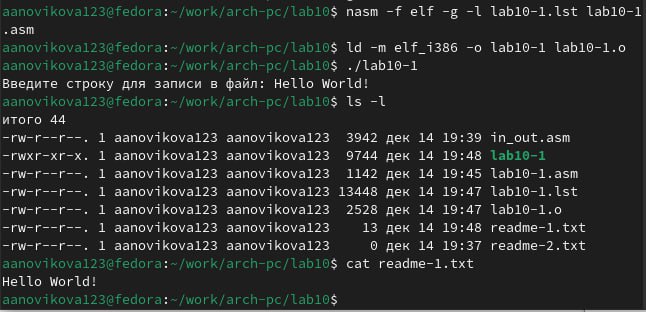 aanovikova123@fedora:~/work/arch-pc/lab10$ nasm -f elf -g -l lab10-1.lst lab10-1
.asm
aanovikova123@fedora:~/work/arch-pc/lab10$ ld -m elf_i386 -o lab10-1 lab10-1.o
aanovikova123@fedora:~/work/arch-pc/lab10$ ./lab10-1
Введите строку для записи в файл: Hello World!
aanovikova123@fedora:~/work/arch-pc/lab10$ ls -l
итого 44
-rw-r--r--. 1 aanovikova123 aanovikova123  3942 дек 14 19:39 in_out.asm
-rwxr-xr-x. 1 aanovikova123 aanovikova123  9744 дек 14 19:48 lab10-1
-rw-r--r--. 1 aanovikova123 aanovikova123  1142 дек 14 19:45 lab10-1.asm
-rw-r--r--. 1 aanovikova123 aanovikova123 13448 дек 14 19:47 lab10-1.lst
-rw-r--r--. 1 aanovikova123 aanovikova123  2528 дек 14 19:47 lab10-1.o
-rw-r--r--. 1 aanovikova123 aanovikova123    13 дек 14 19:48 readme-1.txt
-rw-r--r--. 1 aanovikova123 aanovikova123     0 дек 14 19:37 readme-2.txt
aanovikova123@fedora:~/work/arch-pc/lab10$ cat readme-1.txt
Hello World!
aanovikova123@fedora:~/work/arch-pc/lab10$